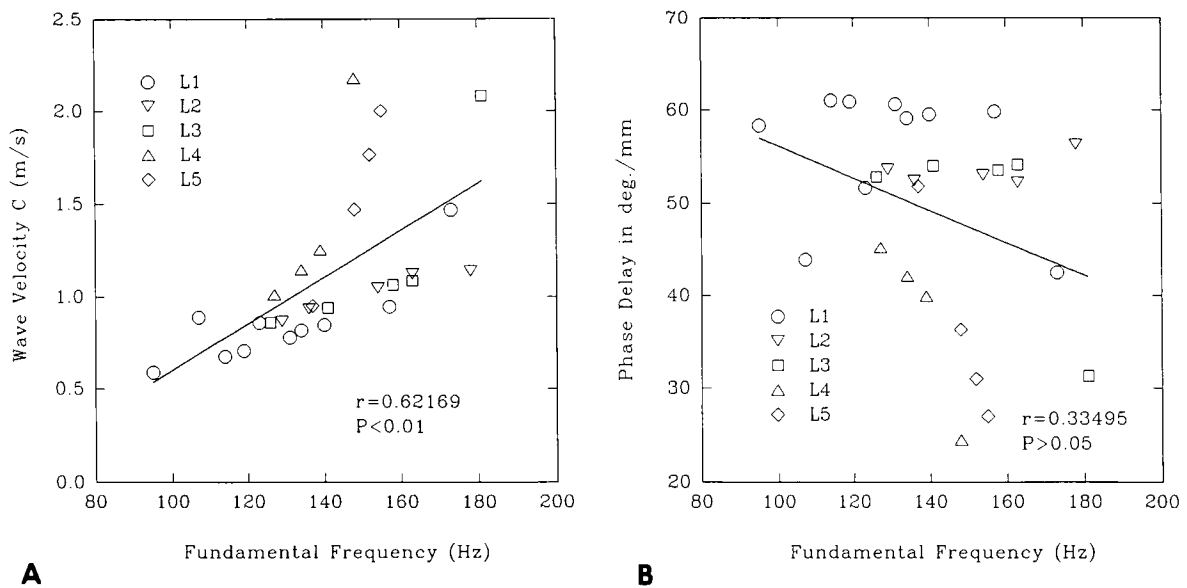 2.5
2.0
1.5
1.0
0.5
0.0
Wave Velocity C (m/s)
L1
L2
L3
L4
L5
r=0.62169
P<0.01
80 100 120 140 160 180 200
Fundamental Frequency (Hz)
A
70
60
50
40
30
20
Phase Delay in deg./mm
L1
L2
L3
L4
L5
r=0.33495
P>0.05
80 100 120 140 160 180 200
Fundamental Frequency (Hz)
B